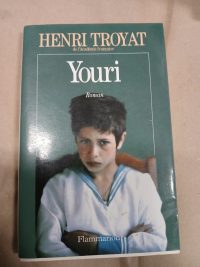 HENRI TROYAT
de l'Académie française
Youri
Roman
Flammarion